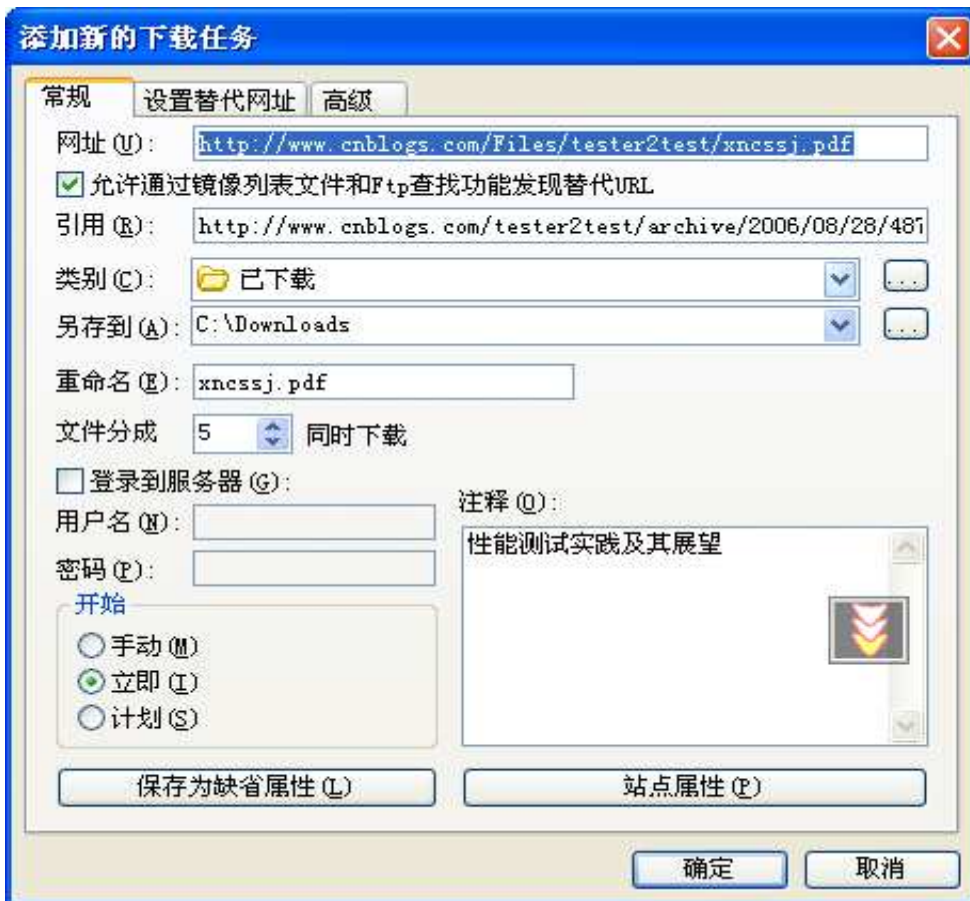 添加新的下载任务
常规 设置替代网址 高级
网址(U): http://www.cnblogs.com/Files/tester2test/xncssj.pdf
允许通过镜像列表文件和Ftp查找功能发现替代URL
引用(R): http://www.cnblogs.com/tester2test/archive/2006/08/28/487
类别(C): 已下载 ...
另存到(A): C:\Downloads ...
重命名(E): xncssj.pdf
文件分成 5 同时下载
登录到服务器(G):
用户名(N):
密码(P):
注释(O):
性能测试实践及其展望
开始
手动(M)
立即(I)
计划(S)
保存为缺省属性(L) 站点属性(P)
确定 取消